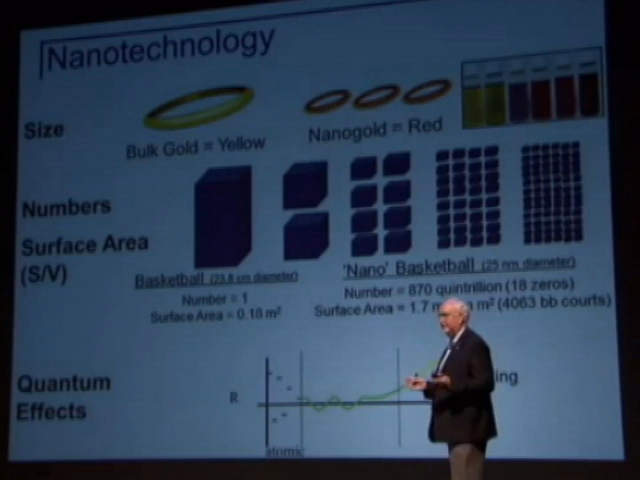 Nanotechnology
Size
Bulk Gold = Yellow
Nanogold = Red
Numbers
Surface Area
(S/V)
Basketball (23.8 cm diameter)
Number = 1
Surface Area = 0.18 m²
'Nano' Basketball (25 nm diameter)
Number = 870 quintrillion (18 zeros)
Surface Area = 1.7 m² (4063 bb courts)
Quantum
Effects
R
atomic